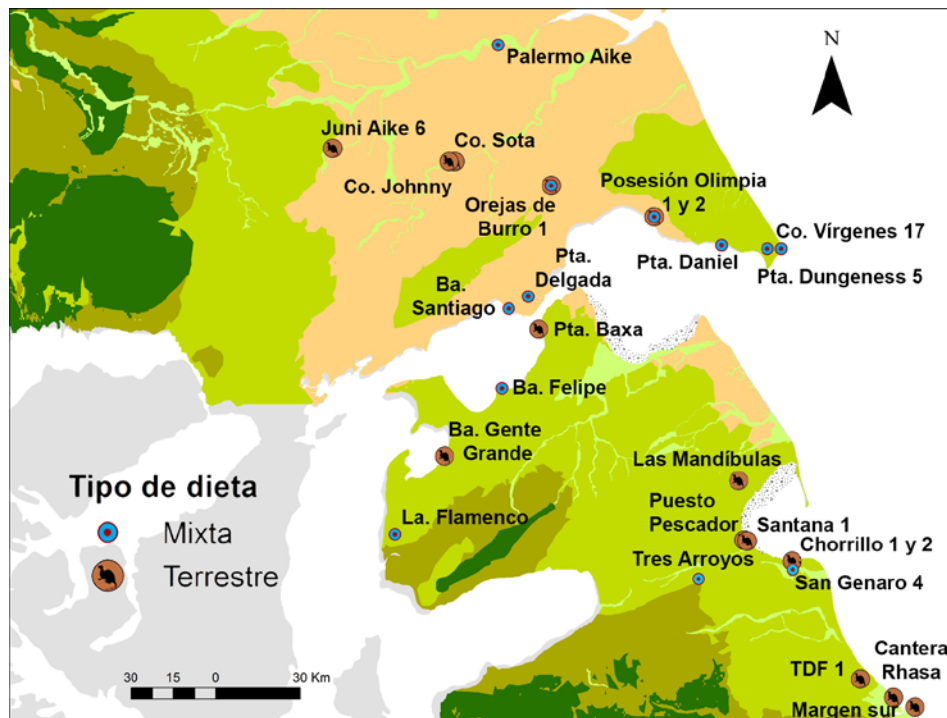 N
Palermo Aike
Juni Aike 6
Co. Sota
Co. Johnny
Orejas de
Burro 1
Posesión Olimpia
1 y 2
Co. Vírgenes 17
Pta. Daniel
Pta. Dungeness 5
Pta.
Delgada
Ba.
Santiago
Pta. Baxa
Ba. Felipe
Ba. Gente
Grande
Las Mandíbulas
Puesto
Pescador
Santana 1
Chorrillo 1 y 2
Tres Arroyos
San Genaro 4
La. Flamenco
Tipo de dieta
Mixta
Terrestre
TDF 1
Cantera
Rhasa
Margen sur
30 15 0 30 Km